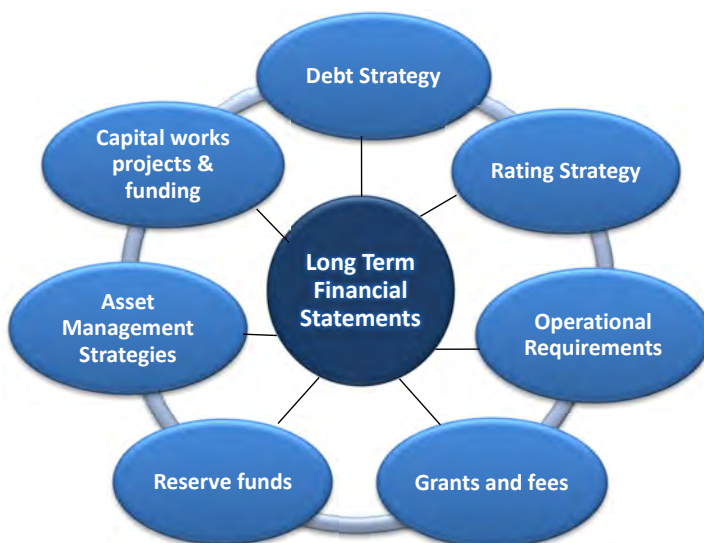 Debt Strategy
Capital works
projects &
funding
Rating Strategy
Long Term
Financial
Statements
Asset
Management
Strategies
Operational
Requirements
Reserve funds
Grants and fees